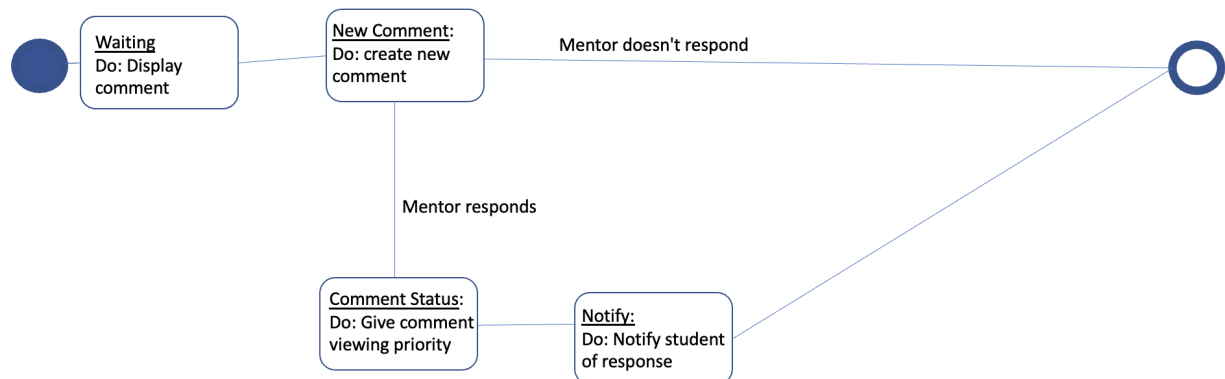 Waiting
Do: Display
comment
New Comment:
Do: create new
comment
Mentor doesn't respond
Mentor responds
Comment Status:
Do: Give comment
viewing priority
Notify:
Do: Notify student
of response